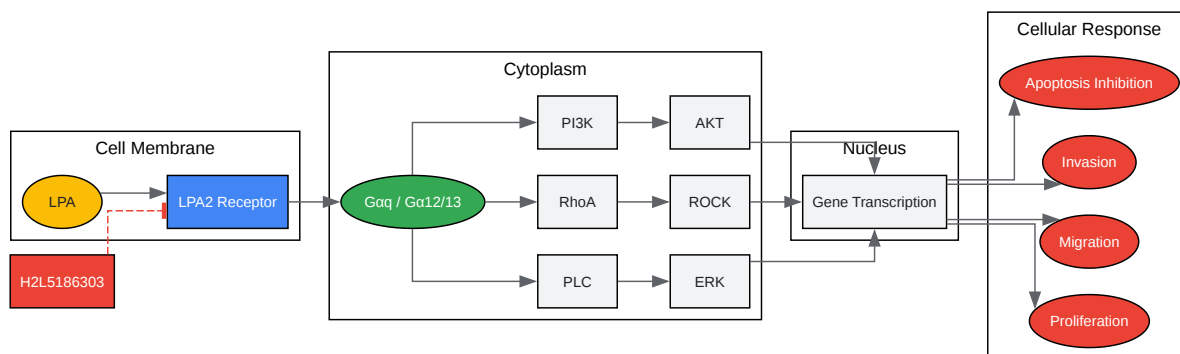 Cell Membrane
LPA
LPA2 Receptor
H2L5186303
Cytoplasm
Gαq / Gα12/13
PI3K
AKT
RhoA
ROCK
PLC
ERK
Nucleus
Gene Transcription
Cellular Response
Apoptosis Inhibition
Invasion
Migration
Proliferation